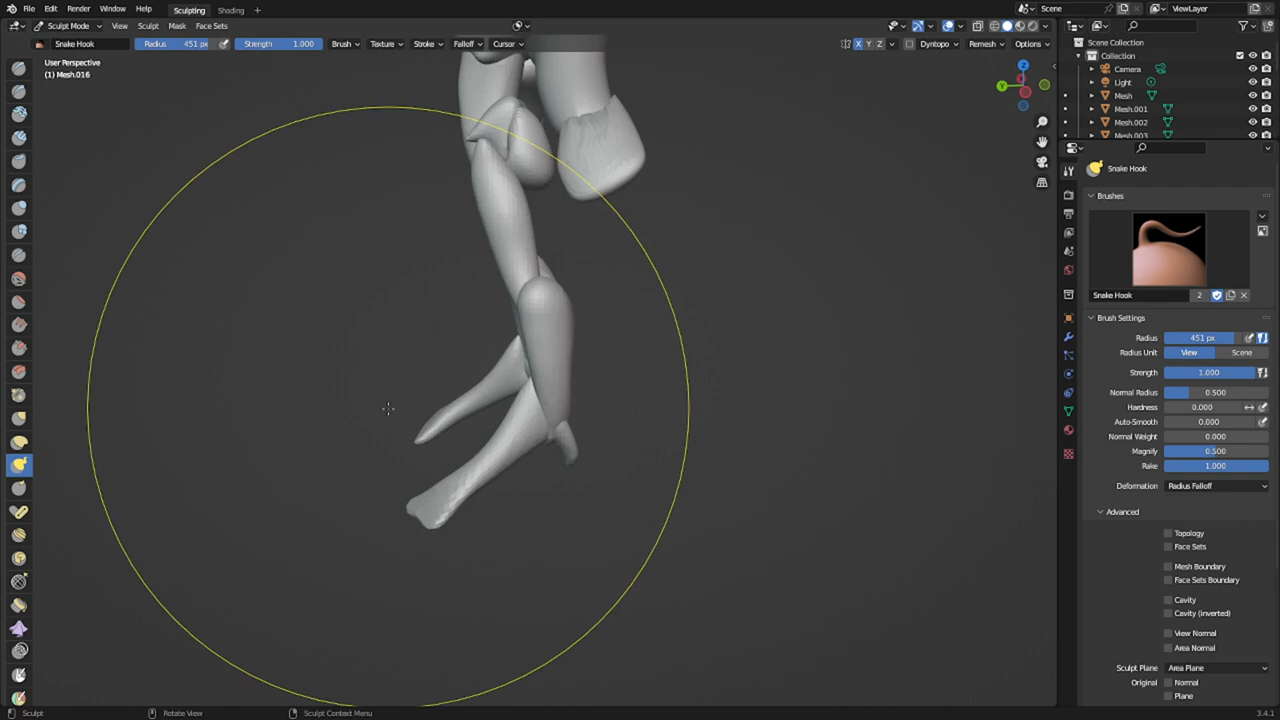 File Edit Render Window Help Sculpting Shading + Scene ViewLayer
Sculpt Mode View Sculpt Mask Face Sets
Snake Hook Radius 451 px Strength 1.000 Brush Texture Stroke Falloff Cursor X Y Z Dyntopo Remesh Options
User Perspective
(1) Mesh.016
Z
Y
Scene Collection
Collection
Camera
Light
Mesh
Mesh.001
Mesh.002
Mesh.003
Snake Hook
Brushes
Snake Hook 2
Brush Settings
Radius 451 px
Radius Unit View Scene
Strength 1.000
Normal Radius 0.500
Hardness 0.000
Auto-Smooth 0.000
Normal Weight 0.000
Magnify 0.500
Rake 1.000
Deformation Radius Falloff
Advanced
Topology
Face Sets
Mesh Boundary
Face Sets Boundary
Cavity
Cavity (inverted)
View Normal
Area Normal
Sculpt Plane Area Plane
Original Normal
Plane
Sculpt Rotate View Sculpt Context Menu 3.4.1